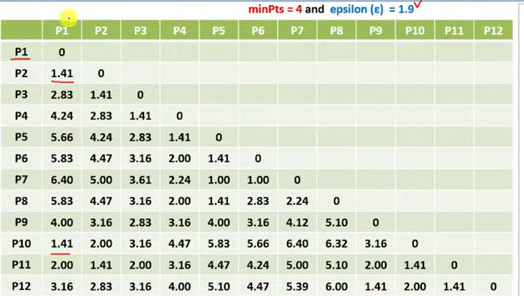 minPts = 4 and epsilon (ε) = 1.9
P1 P2 P3 P4 P5 P6 P7 P8 P9 P10 P11 P12
P1 0
P2 1.41 0
P3 2.83 1.41 0
P4 4.24 2.83 1.41 0
P5 5.66 4.24 2.83 1.41 0
P6 5.83 4.47 3.16 2.00 1.41 0
P7 6.40 5.00 3.61 2.24 1.00 1.00 0
P8 5.83 4.47 3.16 2.00 1.41 2.83 2.24 0
P9 4.00 3.16 2.83 3.16 4.00 3.16 4.12 5.10 0
P10 1.41 2.00 3.16 4.47 5.83 5.66 6.40 6.32 3.16 0
P11 2.00 1.41 2.00 3.16 4.47 4.24 5.00 5.10 2.00 1.41 0
P12 3.16 2.83 3.16 4.00 5.10 4.47 5.39 6.00 1.41 2.00 1.41 0